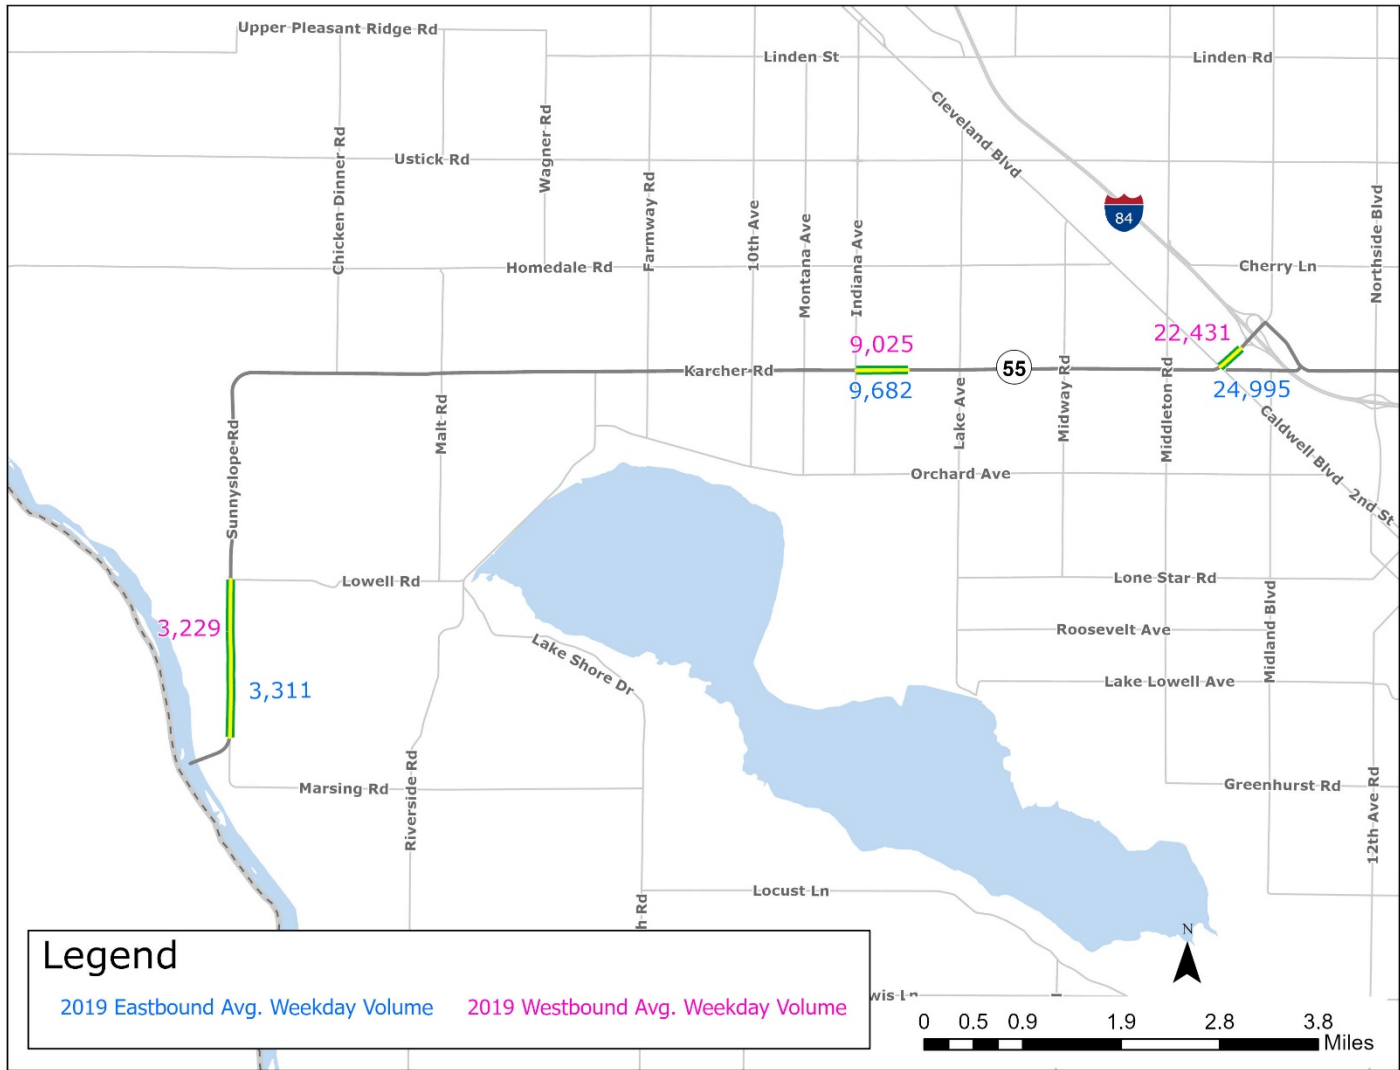 Upper Pleasant Ridge Rd
Linden St
Linden Rd
Cleveland Blvd
Chicken Dinner Rd
Wagner Rd
Ustick Rd
Farmway Rd
10th Ave
Montana Ave
Indiana Ave
84
Northside Blvd
Homedale Rd
Cherry Ln
22,431
9,025
Karcher Rd
55
9,682
24,995
Sunnyslope Rd
Malt Rd
Lake Ave
Midway Rd
Middleton Rd
Caldwell Blvd
2nd St
Orchard Ave
Lowell Rd
Lone Star Rd
3,229
Roosevelt Ave
Midland Blvd
Lake Shore Dr
3,311
Lake Lowell Ave
Marsing Rd
Riverside Rd
Greenhurst Rd
12th Ave Rd
Locust Ln
h Rd
N
Legend
2019 Eastbound Avg. Weekday Volume 2019 Westbound Avg. Weekday Volume
wis Ln
0 0.5 0.9 1.9 2.8 3.8
Miles